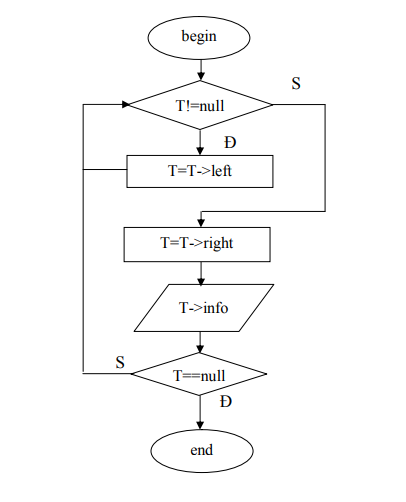 begin
S
T!=null
Đ
T=T->left
T=T->right
T->info
S
T==null
Đ
end